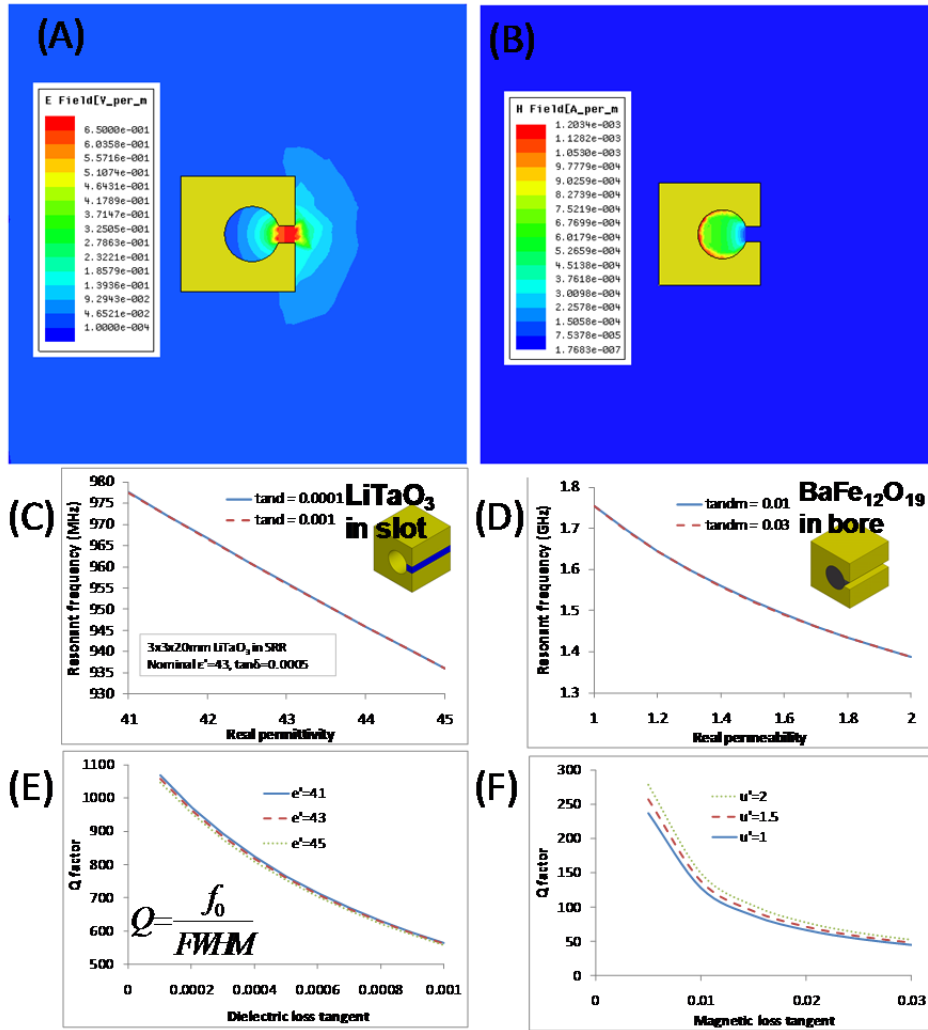 (A)
E Field[V_per_m
6.5000e-001
6.0358e-001
5.5716e-001
5.1074e-001
4.6431e-001
4.1789e-001
3.7147e-001
3.2505e-001
2.7863e-001
2.3221e-001
1.8579e-001
1.3936e-001
9.2943e-002
4.6521e-002
1.0000e-004
(B)
H Field[A_per_m
1.2034e-003
1.1282e-003
1.0530e-003
9.7779e-004
9.0259e-004
8.2739e-004
7.5219e-004
6.7699e-004
6.0179e-004
5.2659e-004
4.5138e-004
3.7618e-004
3.0098e-004
2.2578e-004
1.5058e-004
7.5378e-005
1.7683e-007
(C)
Resonant frequency (MHz)
980
975
970
965
960
955
950
945
940
935
930
tand = 0.0001
tand = 0.001
LiTaO3
in slot
3x3x20mm LiTaO3 in SRR
Nominal ε'=43, tanδ=0.0005
41 42 43 44 45
Real permittivity
(D)
Resonant frequency (GHz)
1.8
1.7
1.6
1.5
1.4
1.3
tandm = 0.01
tandm = 0.03
BaFe12O19
in bore
1 1.2 1.4 1.6 1.8 2
Real permeability
(E)
Q factor
1100
1000
900
800
700
600
500
e'=41
e'=43
e'=45
Q=f0/FWHM
0 0.0002 0.0004 0.0006 0.0008 0.001
Dielectric loss tangent
(F)
Q factor
300
250
200
150
100
50
0
u'=2
u'=1.5
u'=1
0 0.01 0.02 0.03
Magnetic loss tangent